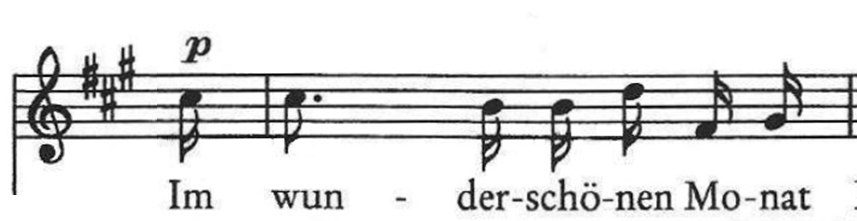 p
Im wun - der-schö-nen Mo-nat